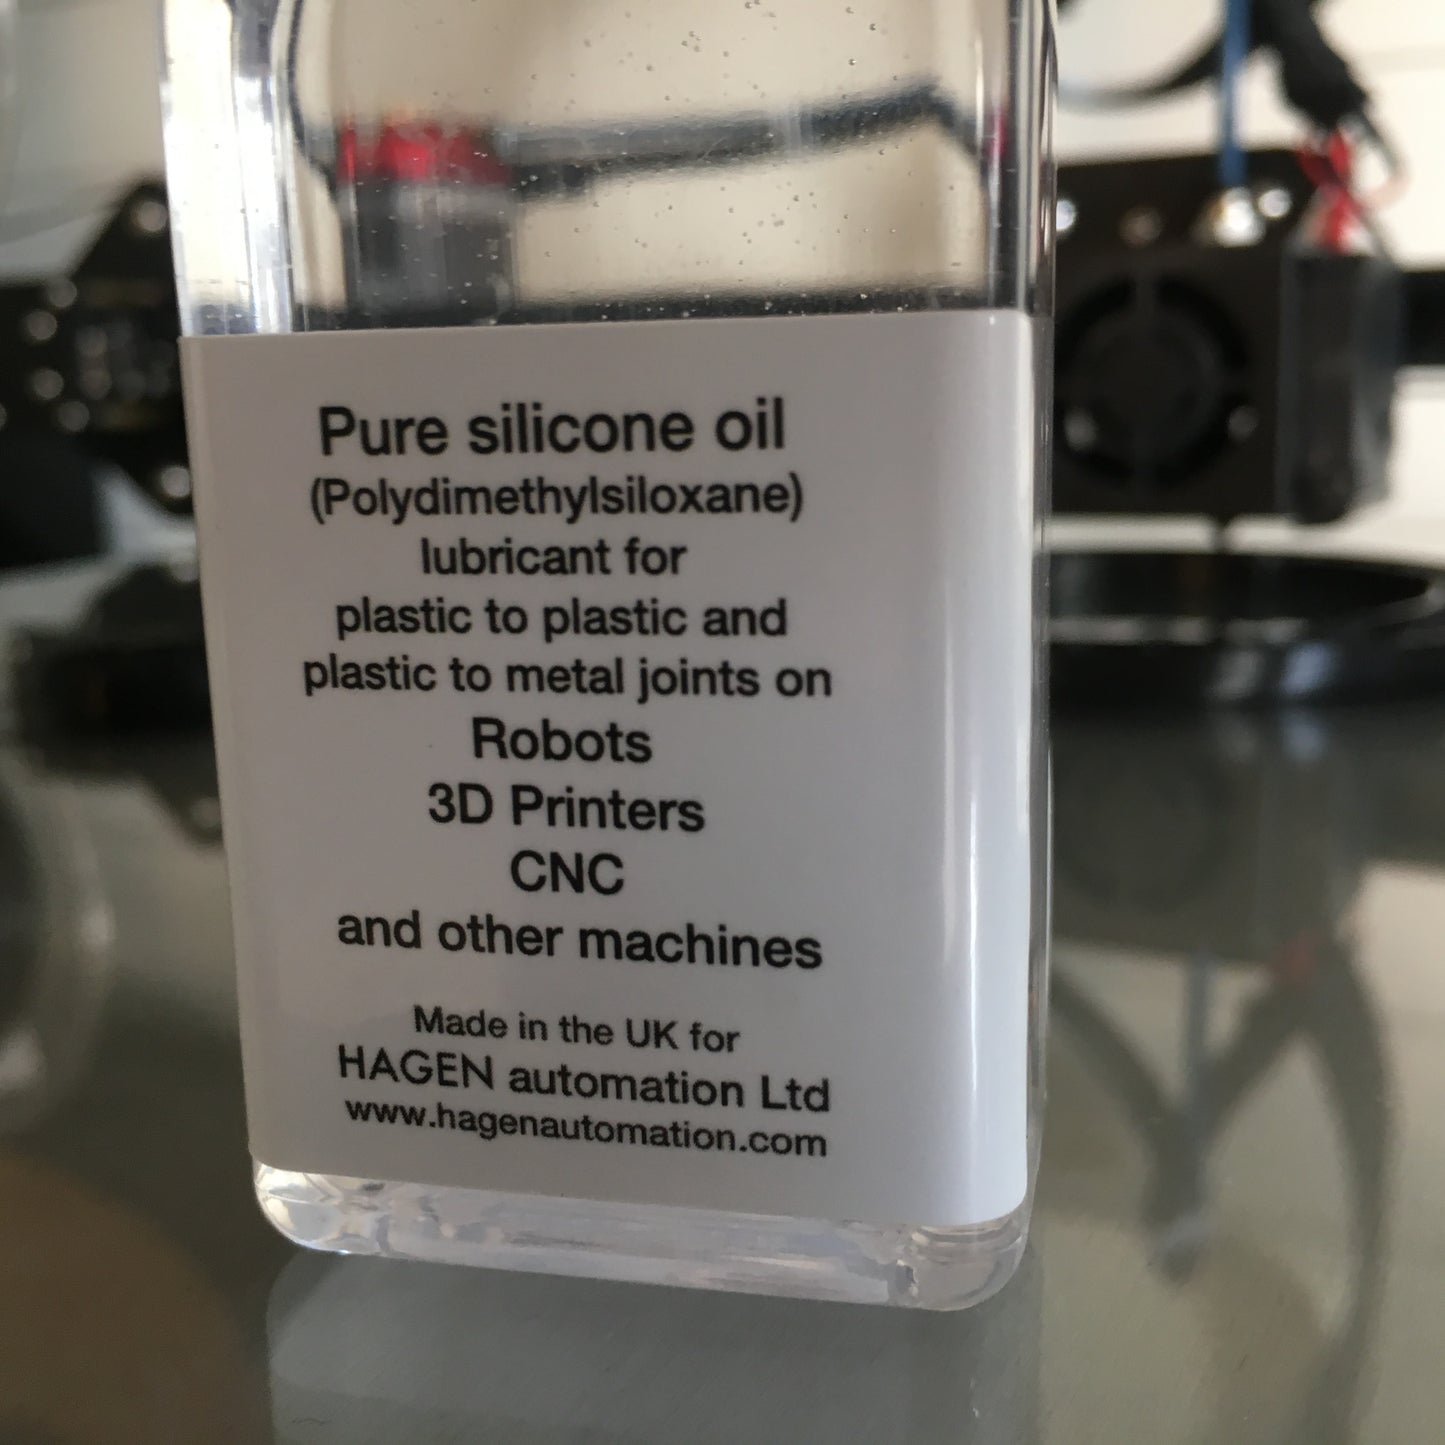 Pure silicone oil
(Polydimethylsiloxane)
lubricant for
plastic to plastic and
plastic to metal joints on
Robots
3D Printers
CNC
and other machines
Made in the UK for
HAGEN automation Ltd
www.hagenautomation.com